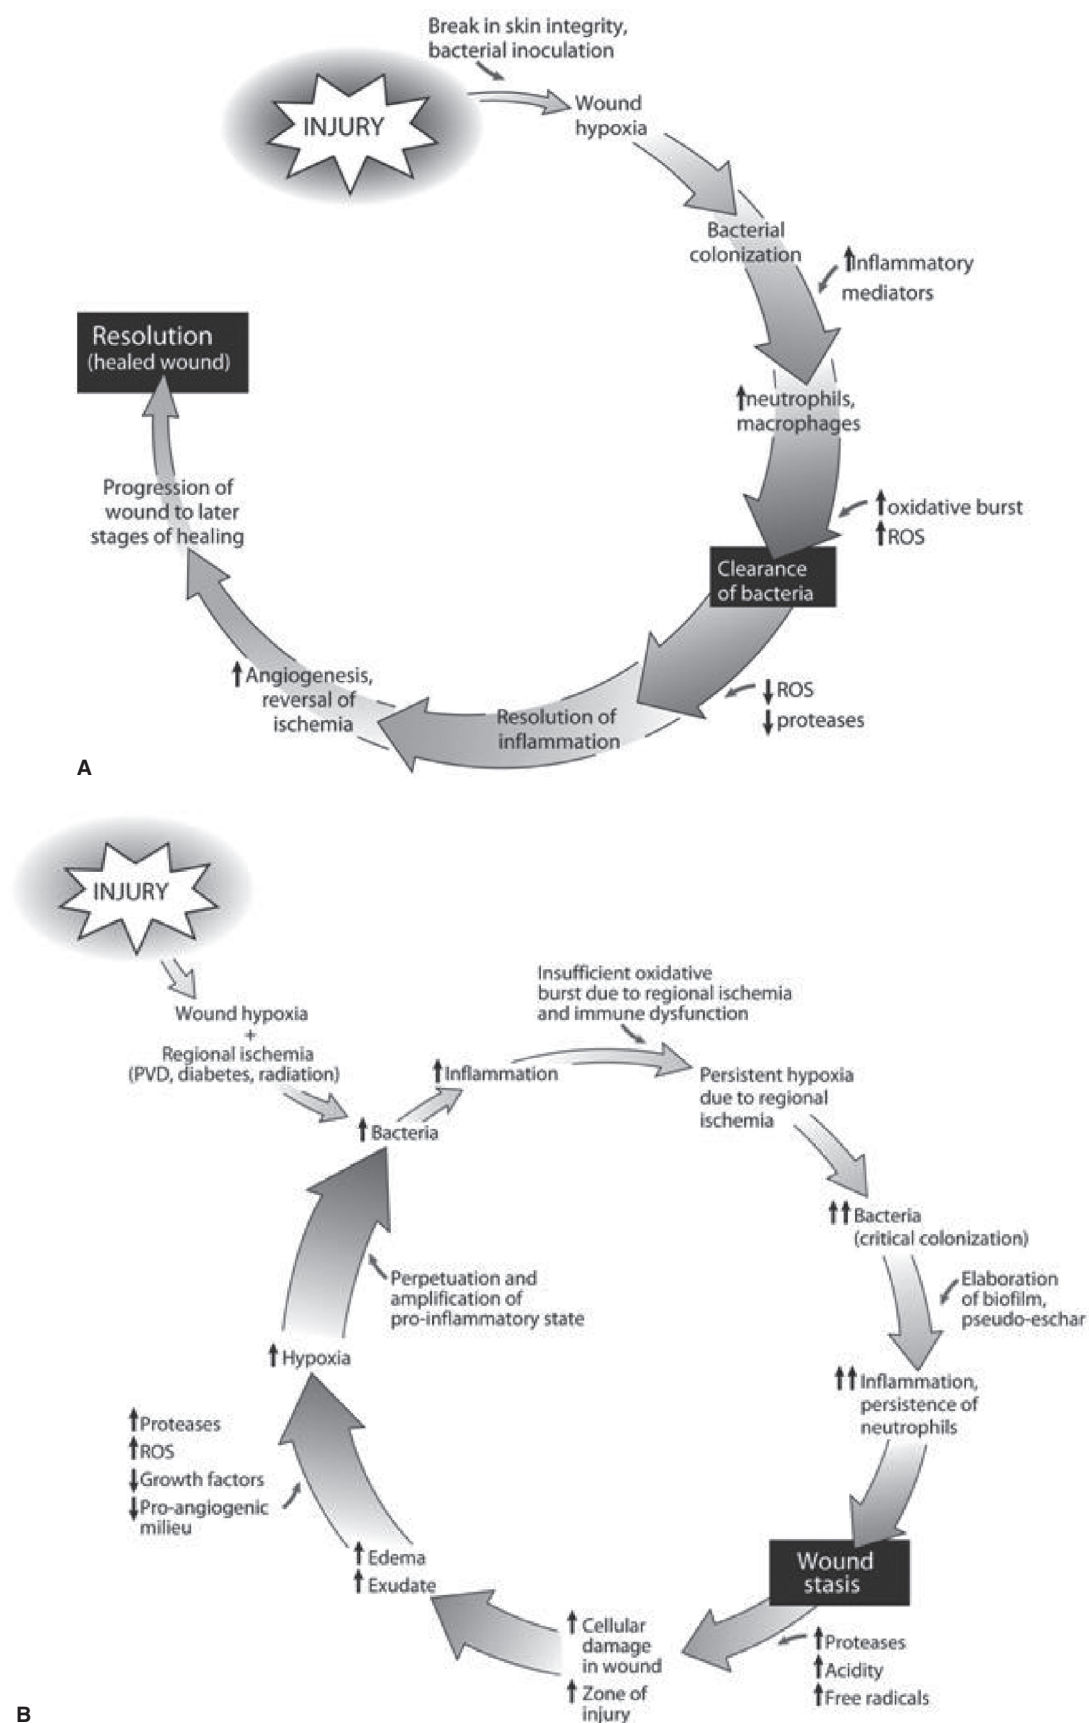 Break in skin integrity,
bacterial inoculation
INJURY
Wound
hypoxia
Bacterial
colonization
↑Inflammatory
mediators
↑neutrophils,
macrophages
↑oxidative burst
↑ROS
Clearance
of bacteria
↓ROS
↓proteases
Resolution of
inflammation
↑Angiogenesis,
reversal of
ischemia
Progression of
wound to later
stages of healing
Resolution
(healed wound)
A
INJURY
Wound hypoxia
+
Regional ischemia
(PVD, diabetes, radiation)
↑Bacteria
↑Inflammation
Insufficient oxidative
burst due to regional ischemia
and immune dysfunction
Persistent hypoxia
due to regional
ischemia
↑↑Bacteria
(critical colonization)
Elaboration
of biofilm,
pseudo-eschar
↑↑Inflammation,
persistence of
neutrophils
Wound
stasis
↑Proteases
↑Acidity
↑Free radicals
↑Cellular
damage
in wound
↑Zone of
injury
↑Edema
↑Exudate
↑Proteases
↑ROS
↓Growth factors
↓Pro-angiogenic
milieu
↑Hypoxia
Perpetuation and
amplification of
pro-inflammatory state
B